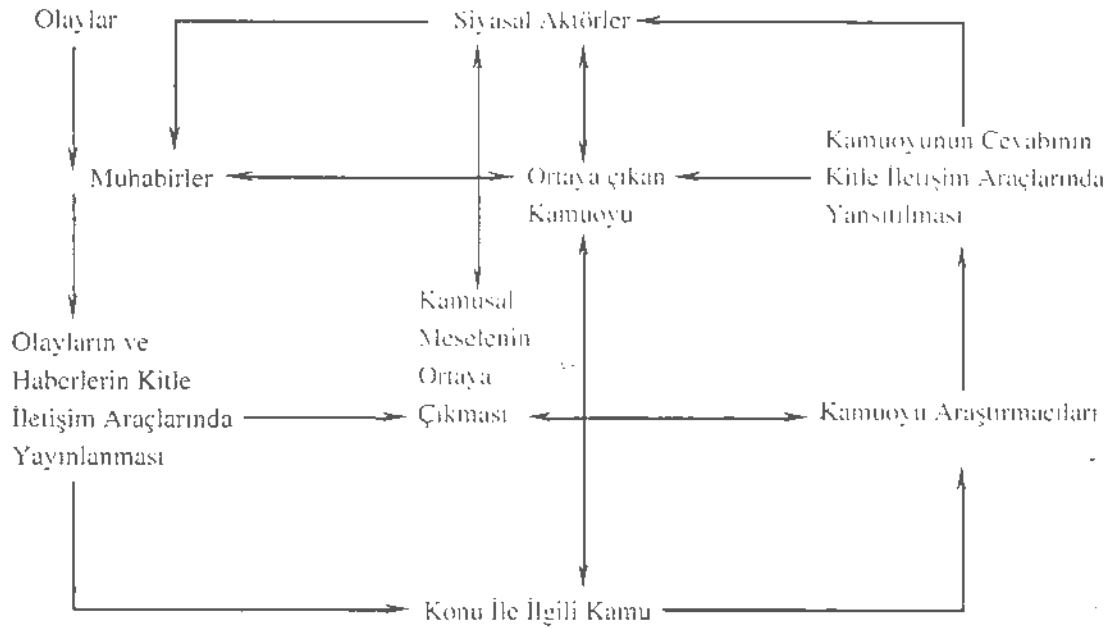 Olaylar
Siyasal Aktörler
Muhabirler
Ortaya çıkan
Kamuoyu
Kamuoyunun Cevabının
Kitle İletişim Araçlarında
Yansıtılması
Olayların ve
Haberlerin Kitle
İletişim Araçlarında
Yayınlanması
Kamusal
Meselenin
Ortaya
Çıkması
Kamuoyu Araştırmacıları
Konu İle İlgili Kamu